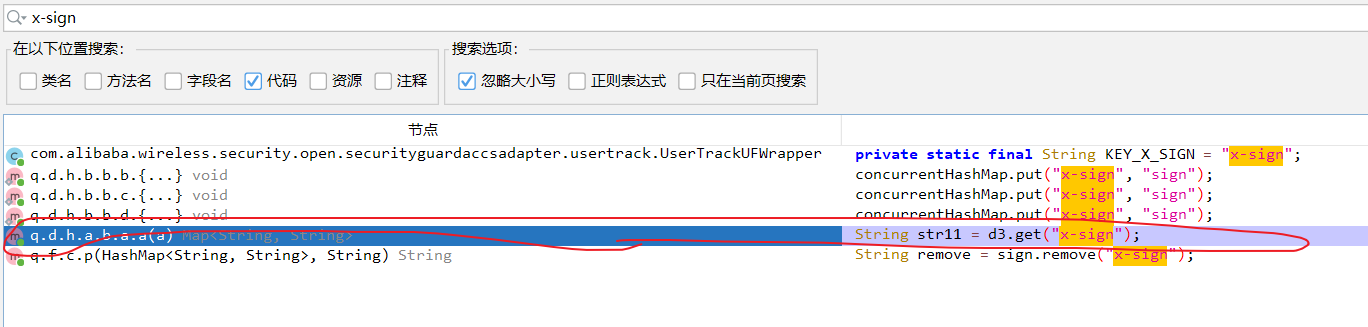 x-sign
在以下位置搜索: 搜索选项:
类名 方法名 字段名 代码 资源 注释 忽略大小写 正则表达式 只在当前页搜索
节点
com.alibaba.wireless.security.open.securityguardaccsadapter.usertrack.UserTrackUFWrapper private static final String KEY_X_SIGN = "x-sign";
q.d.h.b.b.b.{...} void concurrentHashMap.put("x-sign", "sign");
q.d.h.b.b.c.{...} void concurrentHashMap.put("x-sign", "sign");
q.d.h.b.b.d.{...} void concurrentHashMap.put("x-sign", "sign");
q.d.h.a.b.a.a(a) Map<String, String> String str11 = d3.get("x-sign");
q.f.c.p(HashMap<String, String>, String) String String remove = sign.remove("x-sign");